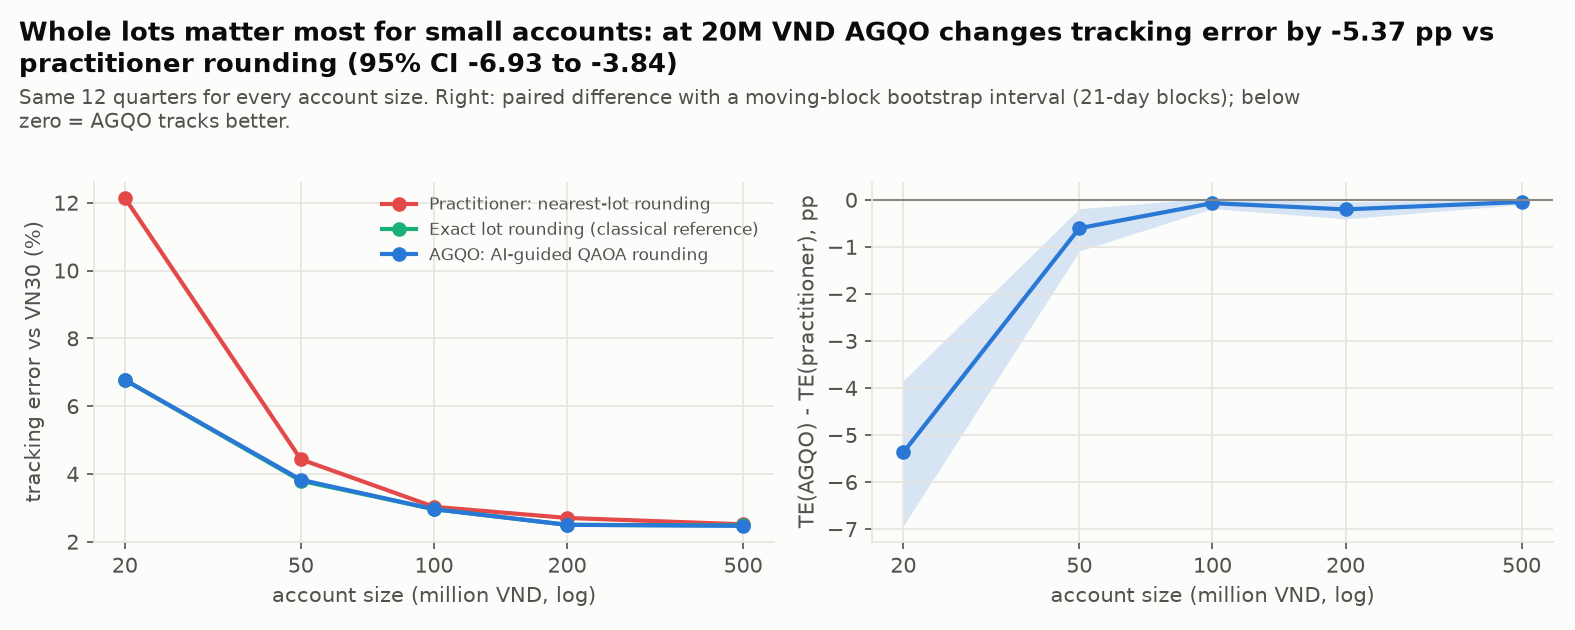 Whole lots matter most for small accounts: at 20M VND AGQO changes tracking error by -5.37 pp vs
practitioner rounding (95% CI -6.93 to -3.84)
Same 12 quarters for every account size. Right: paired difference with a moving-block bootstrap interval (21-day blocks); below
zero = AGQO tracks better.
tracking error vs VN30 (%)
12
10
8
6
4
2
Practitioner: nearest-lot rounding
Exact lot rounding (classical reference)
AGQO: AI-guided QAOA rounding
20 50 100 200 500
account size (million VND, log)
TE(AGQO) - TE(practitioner), pp
0
−1
−2
−3
−4
−5
−6
−7
20 50 100 200 500
account size (million VND, log)